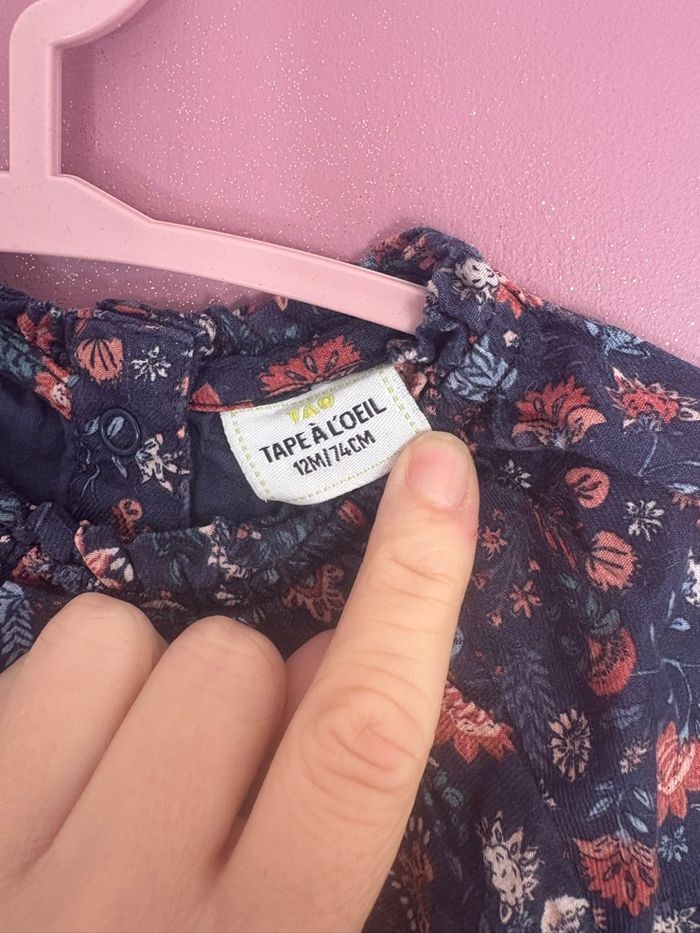 TAO
TAPE À L'OEIL
12M/74CM